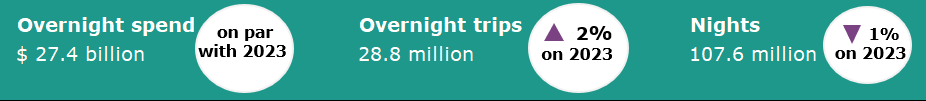 Overnight spend
$ 27.4 billion
on par
with 2023
Overnight trips
28.8 million
▲ 2%
on 2023
Nights
107.6 million
▼ 1%
on 2023